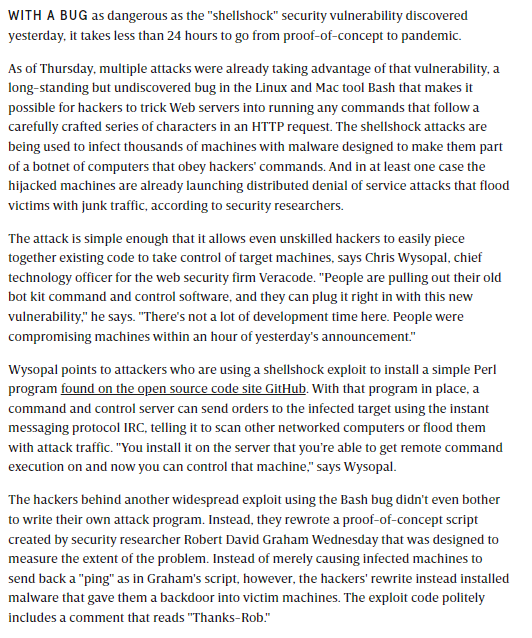 WITH A BUG as dangerous as the "shellshock" security vulnerability discovered
yesterday, it takes less than 24 hours to go from proof-of-concept to pandemic.
As of Thursday, multiple attacks were already taking advantage of that vulnerability, a
long-standing but undiscovered bug in the Linux and Mac tool Bash that makes it
possible for hackers to trick Web servers into running any commands that follow a
carefully crafted series of characters in an HTTP request. The shellshock attacks are
being used to infect thousands of machines with malware designed to make them part
of a botnet of computers that obey hackers' commands. And in at least one case the
hijacked machines are already launching distributed denial of service attacks that flood
victims with junk traffic, according to security researchers.
The attack is simple enough that it allows even unskilled hackers to easily piece
together existing code to take control of target machines, says Chris Wysopal, chief
technology officer for the web security firm Veracode. "People are pulling out their old
bot kit command and control software, and they can plug it right in with this new
vulnerability," he says. "There's not a lot of development time here. People were
compromising machines within an hour of yesterday's announcement."
Wysopal points to attackers who are using a shellshock exploit to install a simple Perl
program found on the open source code site GitHub. With that program in place, a
command and control server can send orders to the infected target using the instant
messaging protocol IRC, telling it to scan other networked computers or flood them
with attack traffic. "You install it on the server that you're able to get remote command
execution on and now you can control that machine," says Wysopal.
The hackers behind another widespread exploit using the Bash bug didn't even bother
to write their own attack program. Instead, they rewrote a proof-of-concept script
created by security researcher Robert David Graham Wednesday that was designed to
measure the extent of the problem. Instead of merely causing infected machines to
send back a "ping" as in Graham's script, however, the hackers' rewrite instead installed
malware that gave them a backdoor into victim machines. The exploit code politely
includes a comment that reads "Thanks-Rob."